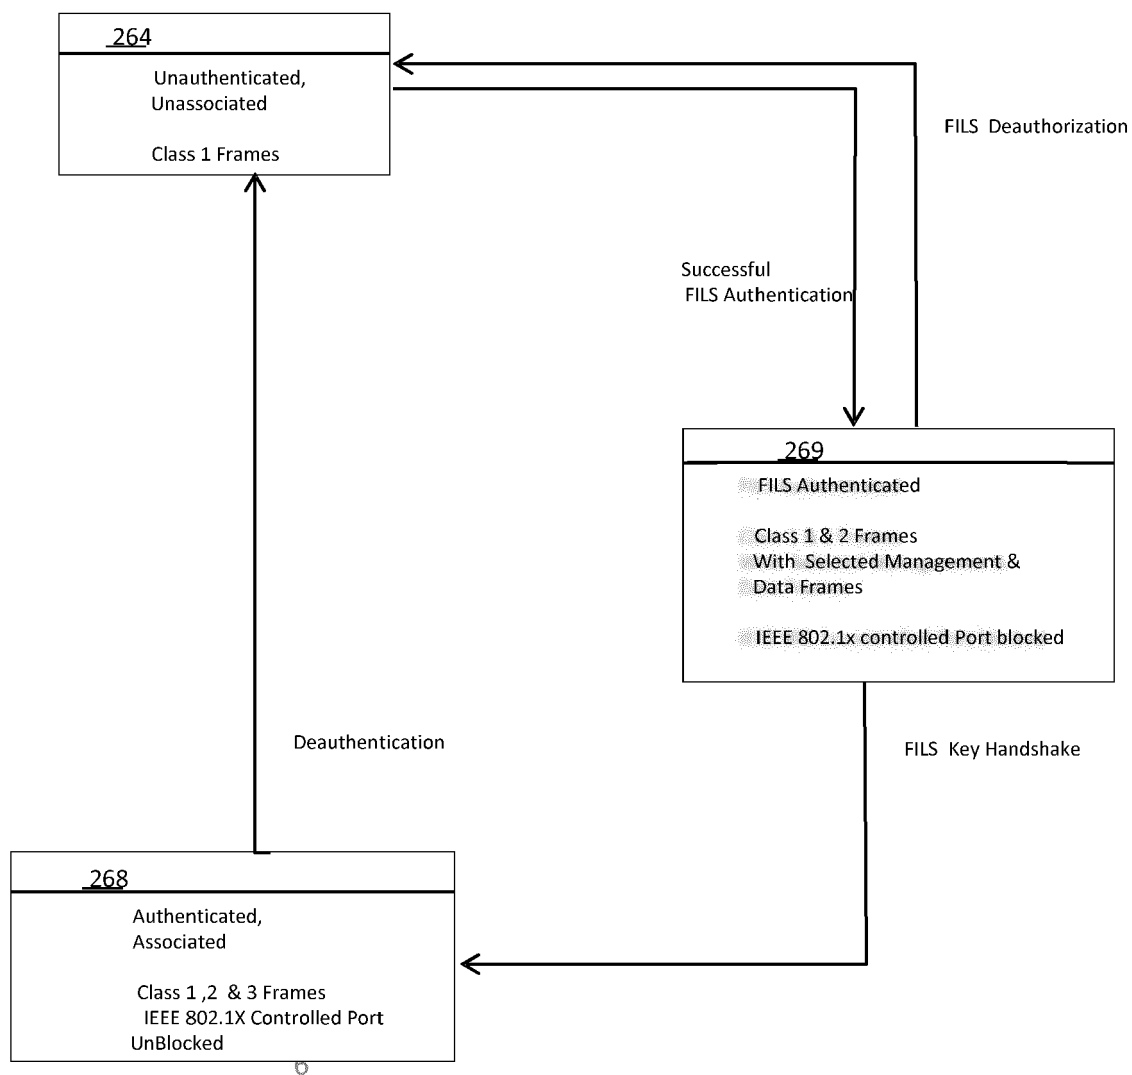 264
Unauthenticated,
Unassociated
Class 1 Frames
FILS Deauthorization
Successful
FILS Authentication
269
FILS Authenticated
Class 1 & 2 Frames
With Selected Management &
Data Frames
IEEE 802.1x controlled Port blocked
Deauthentication
FILS Key Handshake
268
Authenticated,
Associated
Class 1 ,2 & 3 Frames
IEEE 802.1X Controlled Port
UnBlocked
6